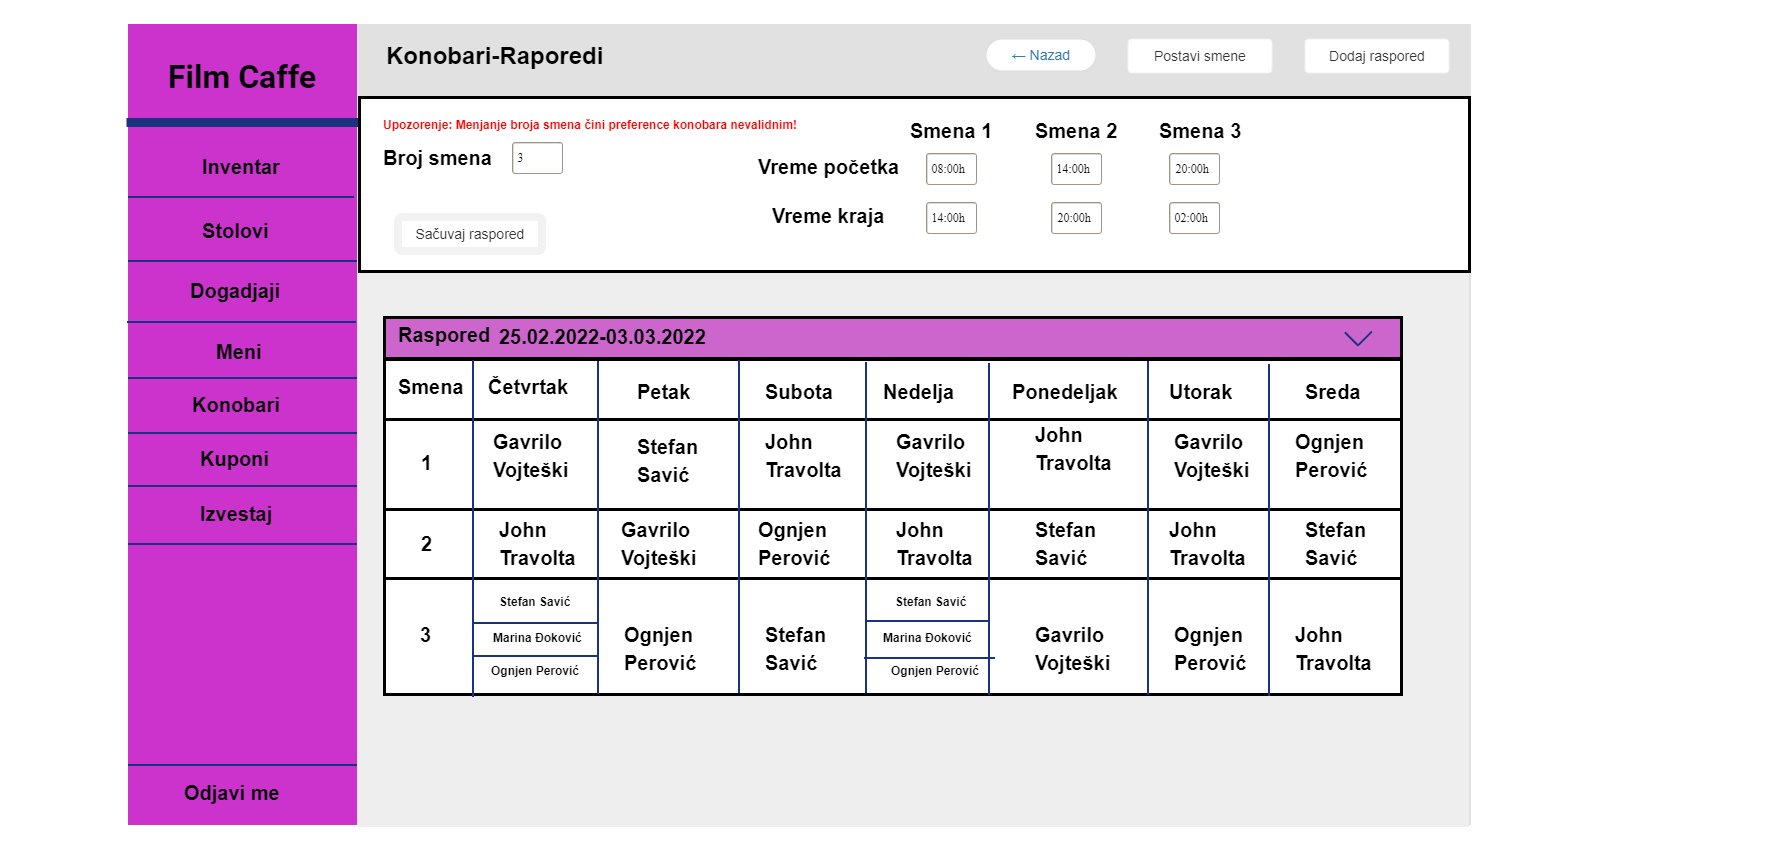 Film Caffe
Inventar
Stolovi
Dogadjaji
Meni
Konobari
Kuponi
Izvestaj
Odjavi me
Konobari-Raporedi
← Nazad
Postavi smene
Dodaj raspored
Upozorenje: Menjanje broja smena čini preference konobara nevalidnim!
Broj smena 3
Sačuvaj raspored
Smena 1 Smena 2 Smena 3
Vreme početka 08:00h 14:00h 20:00h
Vreme kraja 14:00h 20:00h 02:00h
Raspored 25.02.2022-03.03.2022
Smena Četvrtak Petak Subota Nedelja Ponedeljak Utorak Sreda
1
Gavrilo
Vojteški
Stefan
Savić
John
Travolta
Gavrilo
Vojteški
John
Travolta
Gavrilo
Vojteški
Ognjen
Perović
2
John
Travolta
Gavrilo
Vojteški
Ognjen
Perović
John
Travolta
Stefan
Savić
John
Travolta
Stefan
Savić
3
Stefan Savić
Marina Đoković
Ognjen Perović
Ognjen
Perović
Stefan
Savić
Stefan Savić
Marina Đoković
Ognjen Perović
Gavrilo
Vojteški
Ognjen
Perović
John
Travolta